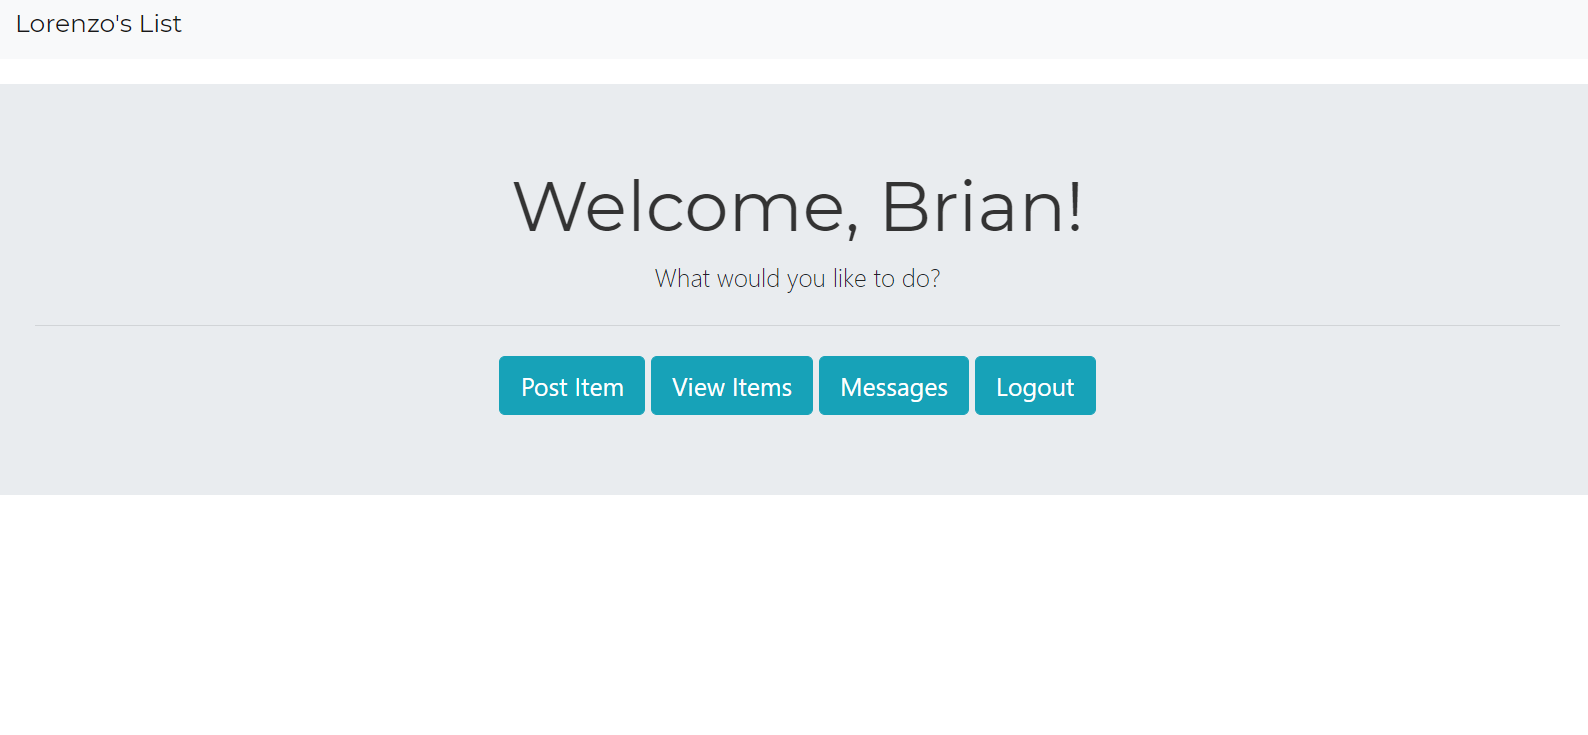 Lorenzo's List
Welcome, Brian!
What would you like to do?
Post Item View Items Messages Logout